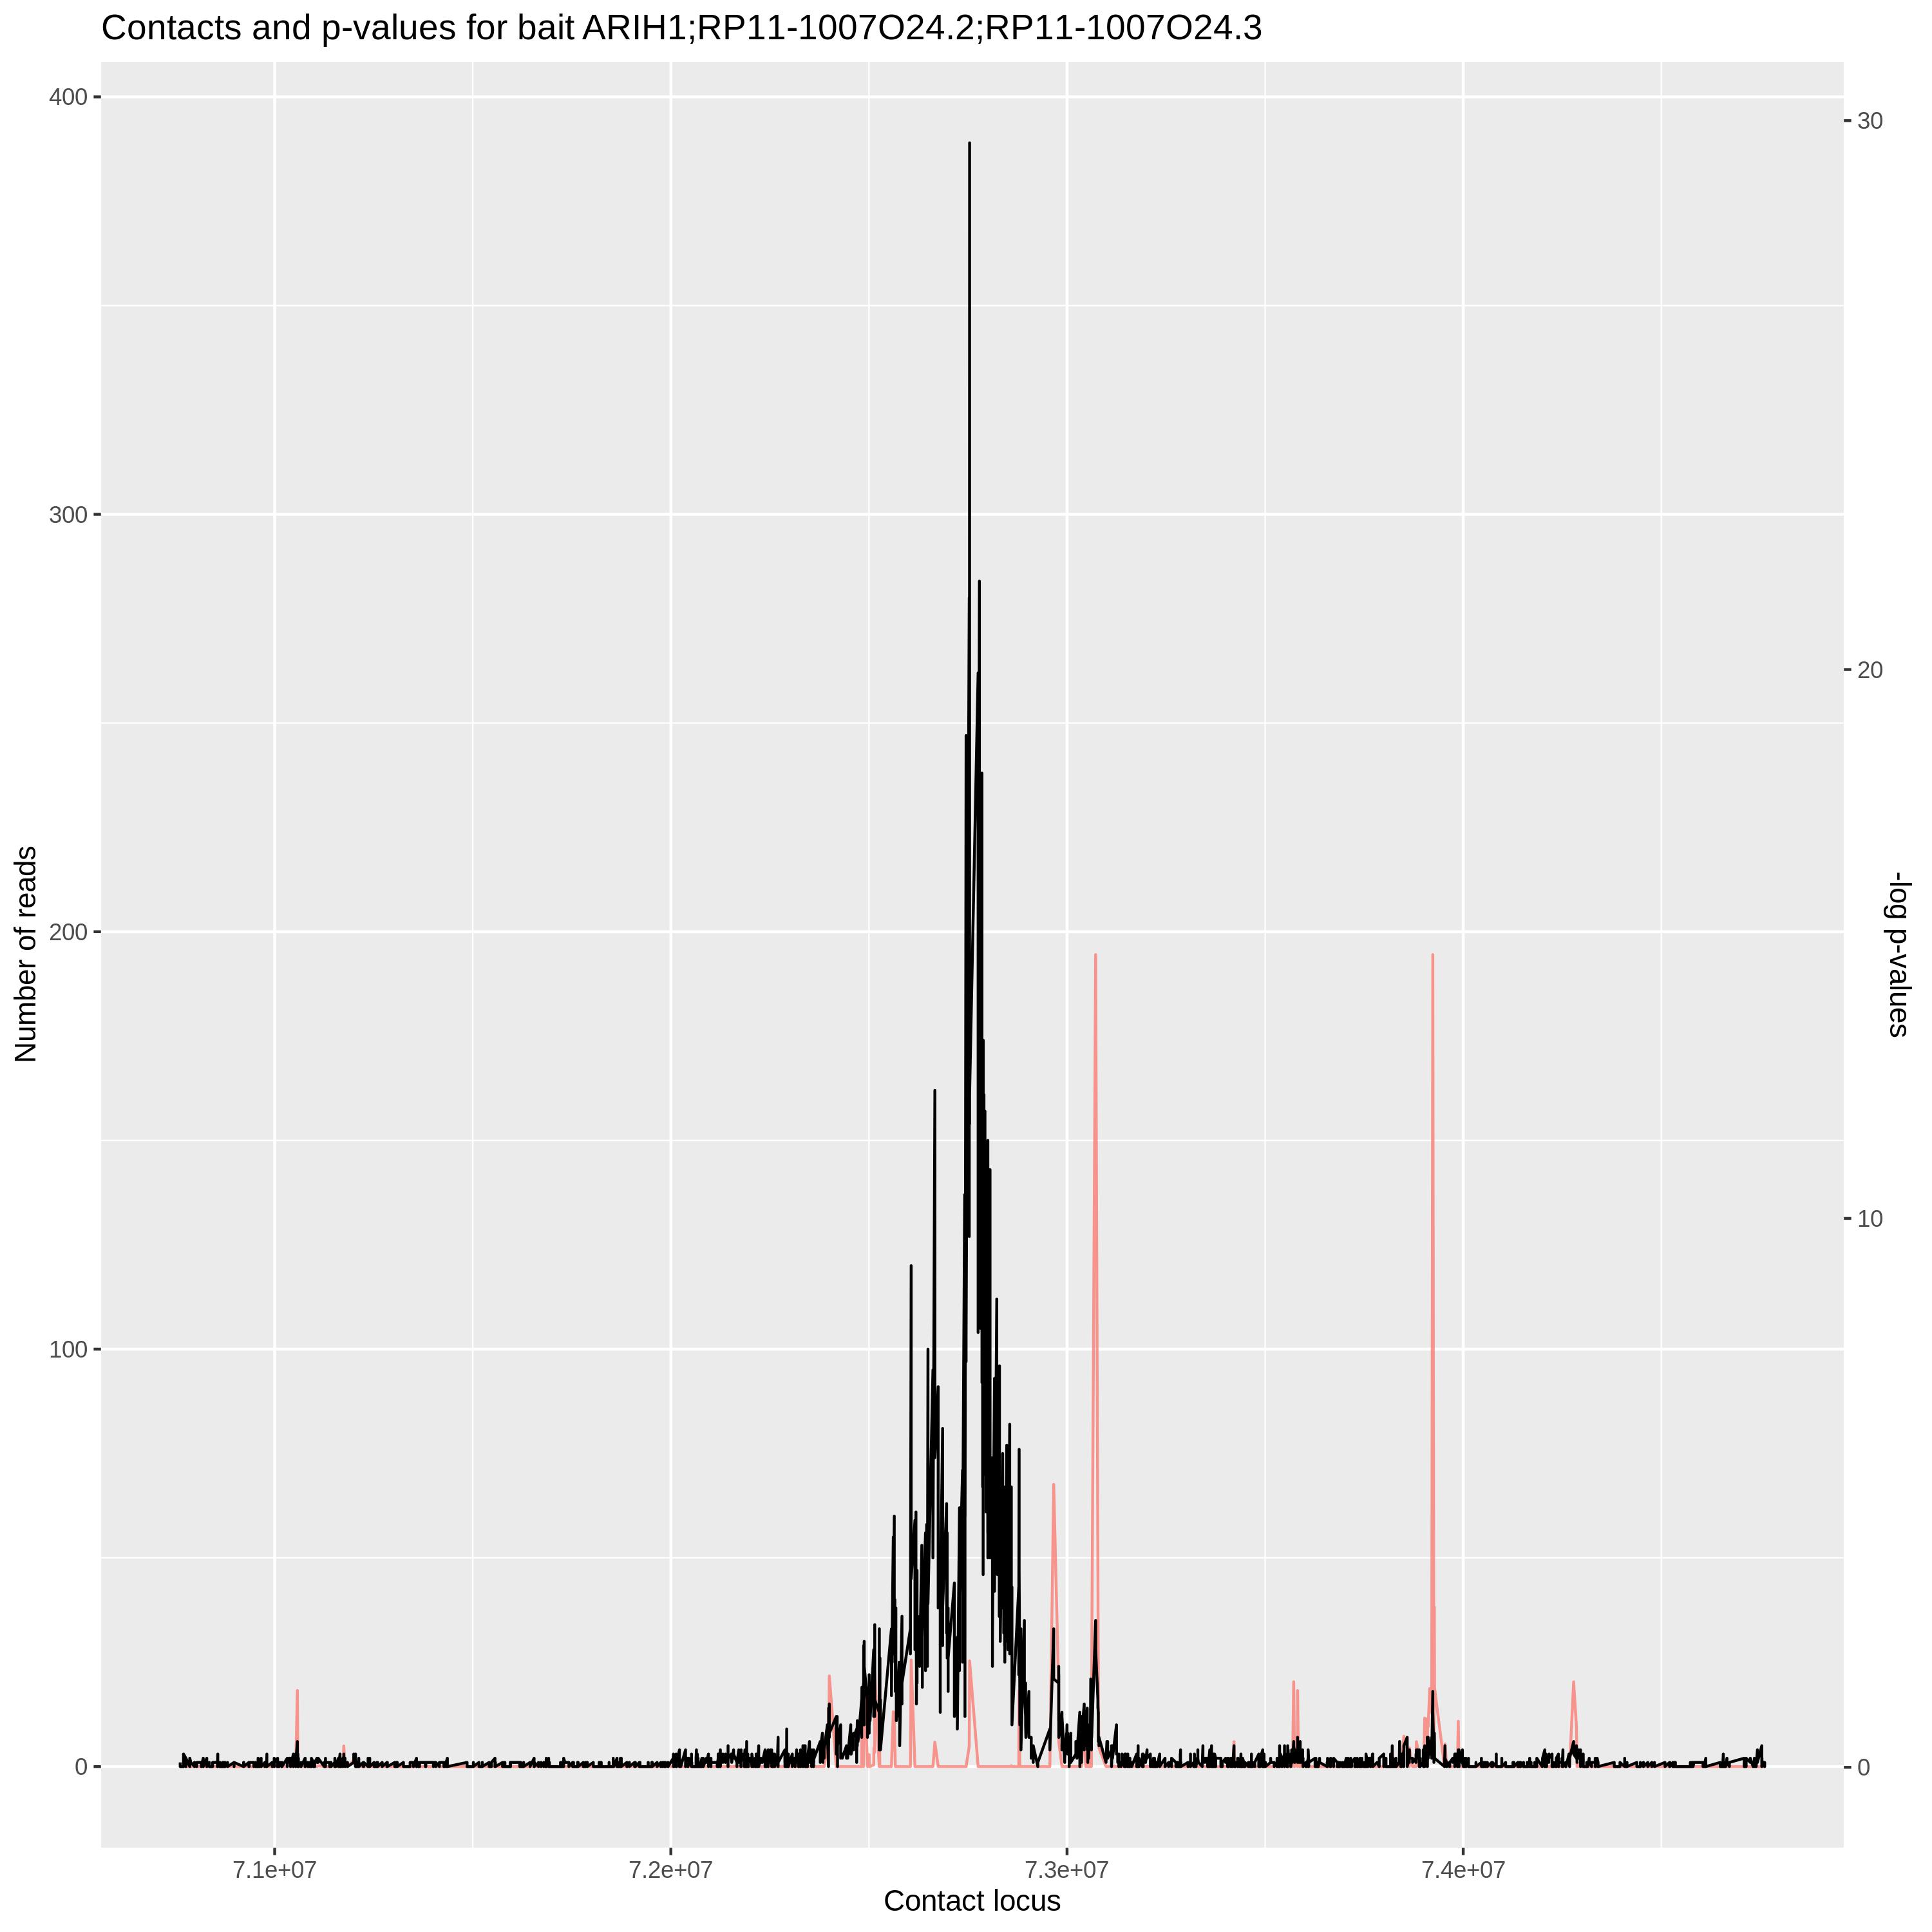 Contacts and p-values for bait ARIH1;RP11-1007O24.2;RP11-1007O24.3
400
300
200
100
0
Number of reads
30
20
10
0
-log p-values
7.1e+07
7.2e+07
7.3e+07
7.4e+07
Contact locus